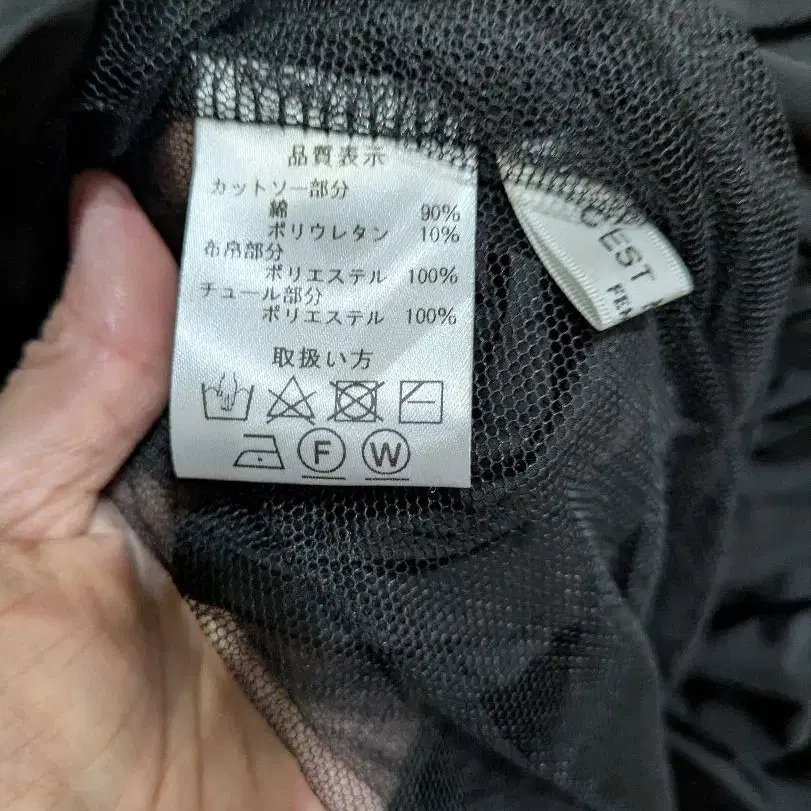 品質表示
カットソー部分
綿 90%
ポリウレタン 10%
布帛部分
ポリエステル 100%
チュール部分
ポリエステル 100%
取扱い方
F W
C'EST